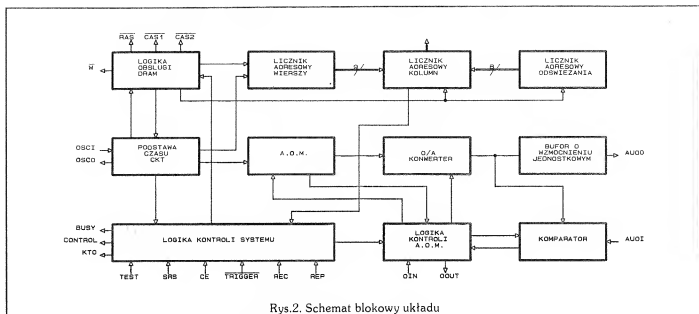 RAS CAS1 CAS2
W
LOGIKA
OBSŁUGI
DRAM
LICZNIK
ADRESOWY
WIERSZY
9/
LICZNIK
ADRESOWY
KOLUMN
8/
LICZNIK
ADRESOWY
ODSWIEZANIA
OSCI
OSCO
PODSTAWA
CZASU
CKT
A.D.M.
D/A
KONWERTER
BUFOR O
WZMOCNIENIU
JEDNOSTKOWYM
AUDO
BUSY
CONTROL
KTO
LOGIKA KONTROLI SYSTEMU
LOGIKA
KONTROLI
A.D.M.
KOMPARATOR
AUDI
TEST SRS CE TRIGGER REC REP
DIN DOUT
Rys.2. Schemat blokowy układu